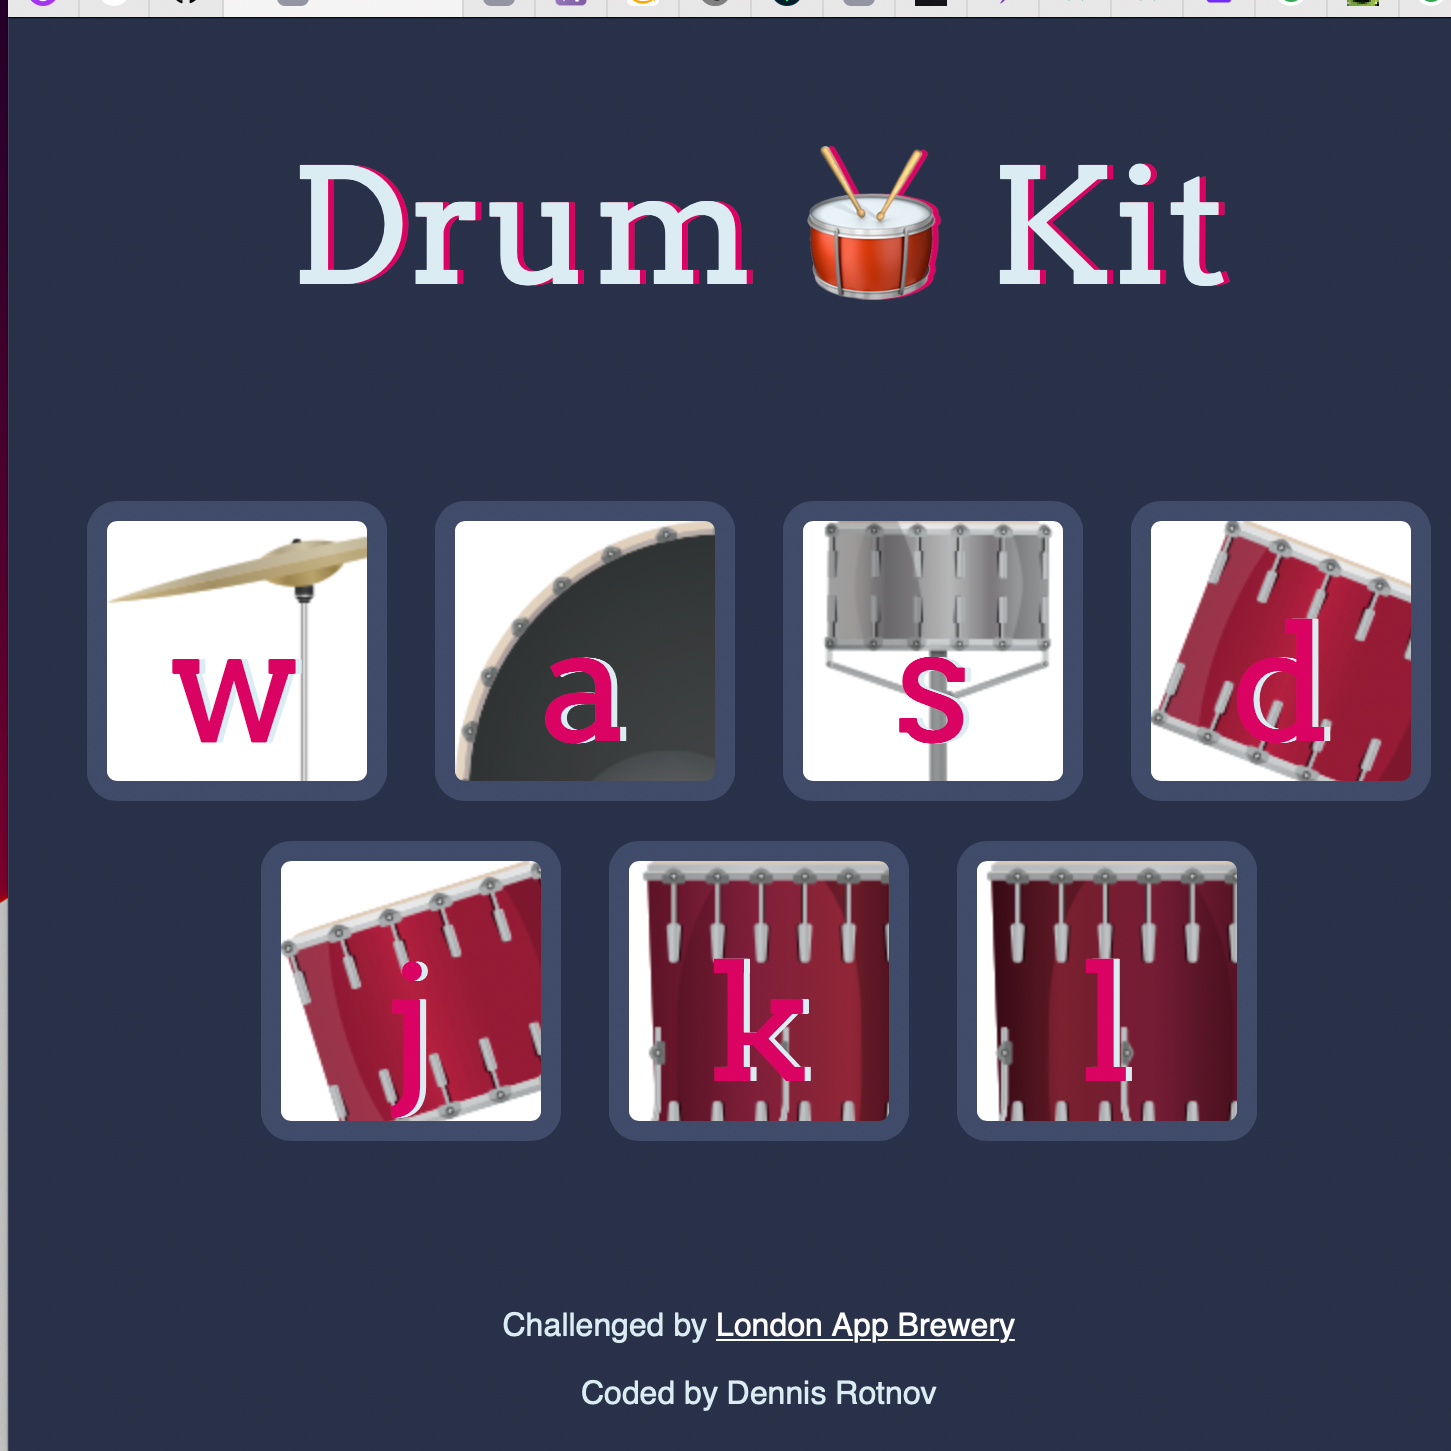 Drum 🥁 Kit
w a s d
j k l
Challenged by London App Brewery
Coded by Dennis Rotnov